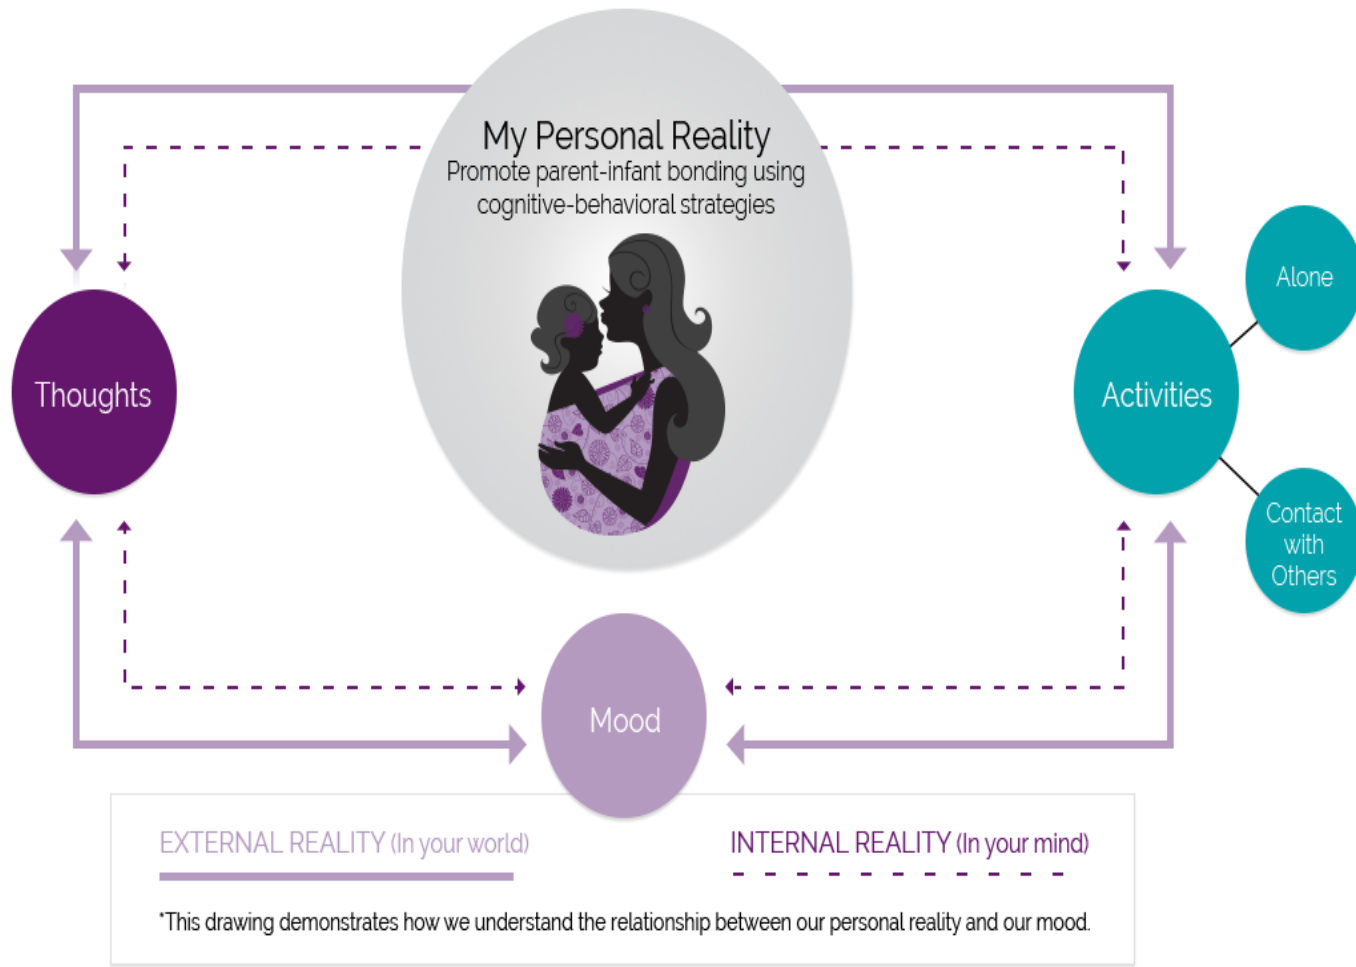 My Personal Reality
Promote parent-infant bonding using
cognitive-behavioral strategies
Thoughts
Activities
Alone
Contact
with
Others
Mood
EXTERNAL REALITY (In your world)
INTERNAL REALITY (In your mind)
*This drawing demonstrates how we understand the relationship between our personal reality and our mood.